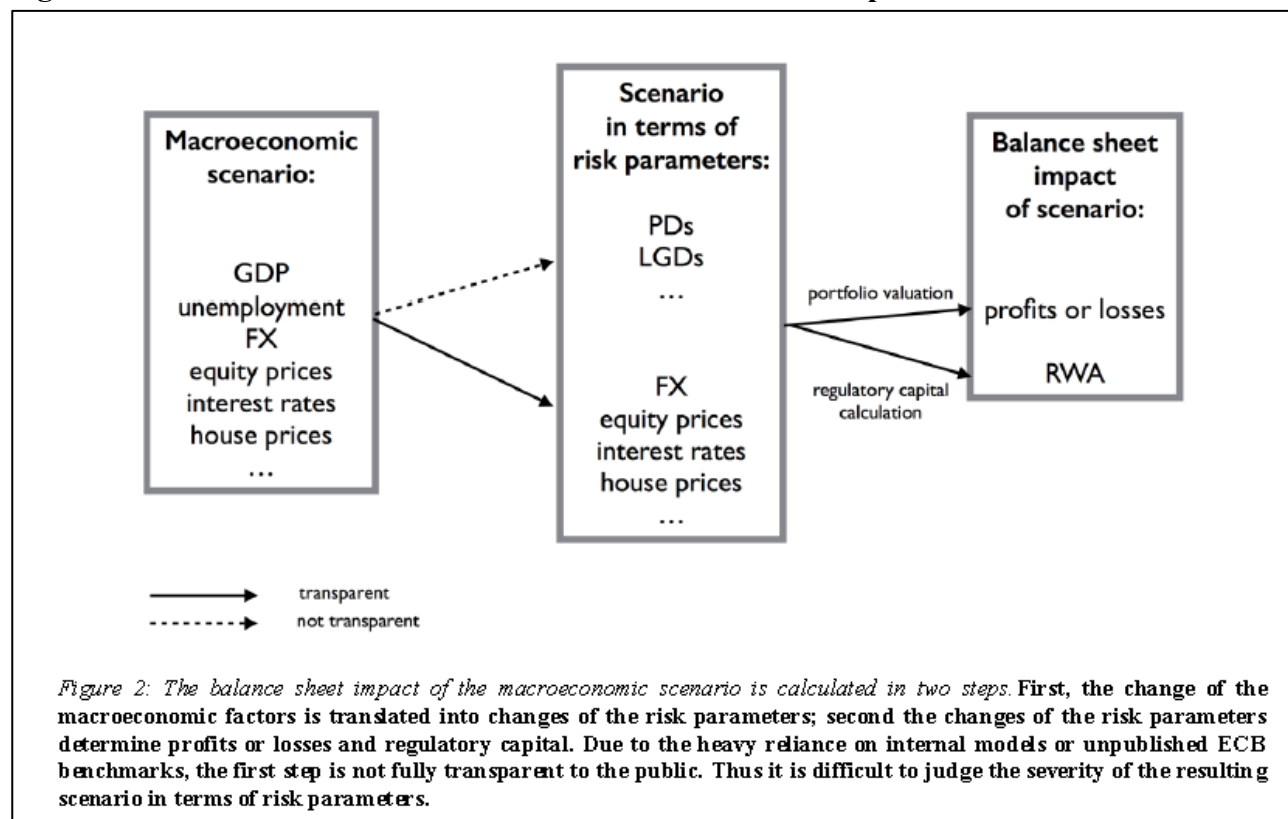 Macroeconomic
scenario:
GDP
unemployment
FX
equity prices
interest rates
house prices
...
Scenario
in terms of
risk parameters:
PDs
LGDs
...
FX
equity prices
interest rates
house prices
...
portfolio valuation
regulatory capital
calculation
Balance sheet
impact
of scenario:
profits or losses
RWA
transparent
not transparent
Figure 2: The balance sheet impact of the macroeconomic scenario is calculated in two steps. First, the change of the
macroeconomic factors is translated into changes of the risk parameters; second the changes of the risk parameters
determine profits or losses and regulatory capital. Due to the heavy reliance on internal models or unpublished ECB
benchmarks, the first step is not fully transparent to the public. Thus it is difficult to judge the severity of the resulting
scenario in terms of risk parameters.